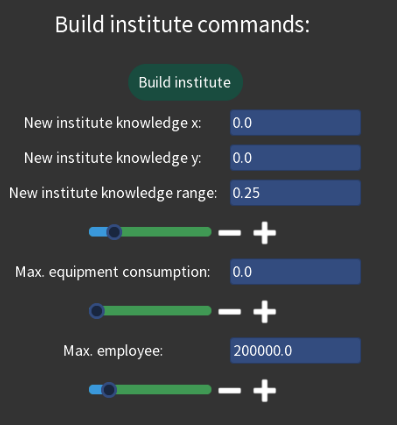 Build institute commands:
Build institute
New institute knowledge x: 0.0
New institute knowledge y: 0.0
New institute knowledge range: 0.25
Max. equipment consumption: 0.0
Max. employee: 200000.0